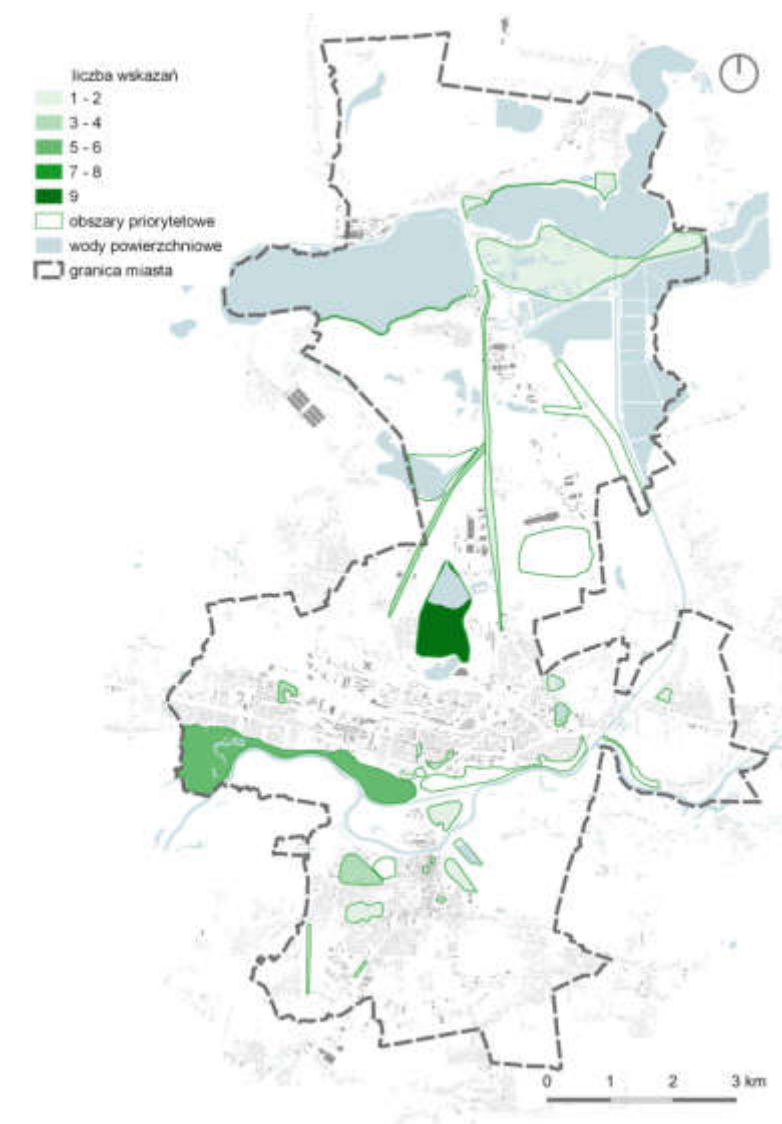 liczba wskazań
1 - 2
3 - 4
5 - 6
7 - 8
9
obszary priorytetowe
wody powierzchniowe
granica miasta
0 1 2 3 km